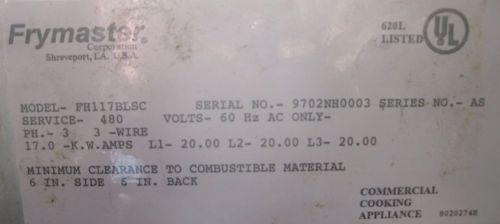 Frymaster
Corporation
Shreveport, LA. U.S.A.
620L
LISTED
UL
MODEL- FH117BLSC SERIAL NO.- 9702NH0003 SERIES NO.- AS
SERVICE- 480 VOLTS- 60 Hz AC ONLY-
PH.- 3 3 -WIRE
17.0 -K.W.AMPS L1- 20.00 L2- 20.00 L3- 20.00
MINIMUM CLEARANCE TO COMBUSTIBLE MATERIAL
6 IN. SIDE 6 IN. BACK
COMMERCIAL
COOKING
APPLIANCE